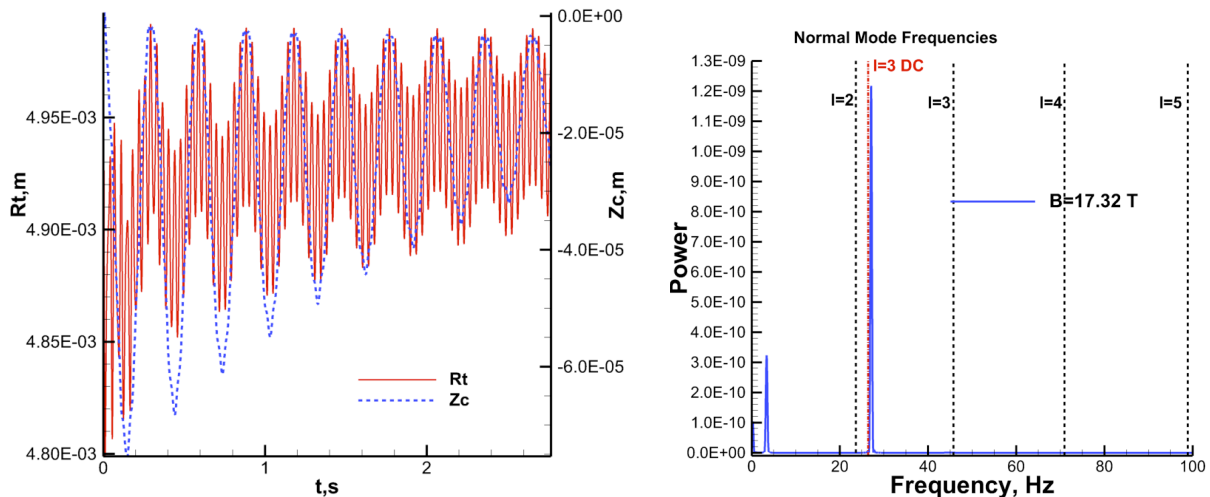 0.0E+00
4.95E-03
-2.0E-05
Rt,m
4.90E-03
Zc,m
-4.0E-05
4.85E-03
-6.0E-05
Rt
Zc
4.80E-03
0
1
2
t,s
Normal Mode Frequencies
1.3E-09
l=3 DC
1.2E-09
l=2
l=3
l=4
l=5
1.1E-09
1.0E-09
9.0E-10
B=17.32 T
8.0E-10
7.0E-10
Power
6.0E-10
5.0E-10
4.0E-10
3.0E-10
2.0E-10
1.0E-10
0.0E+00
0
20
40
60
80
100
Frequency, Hz